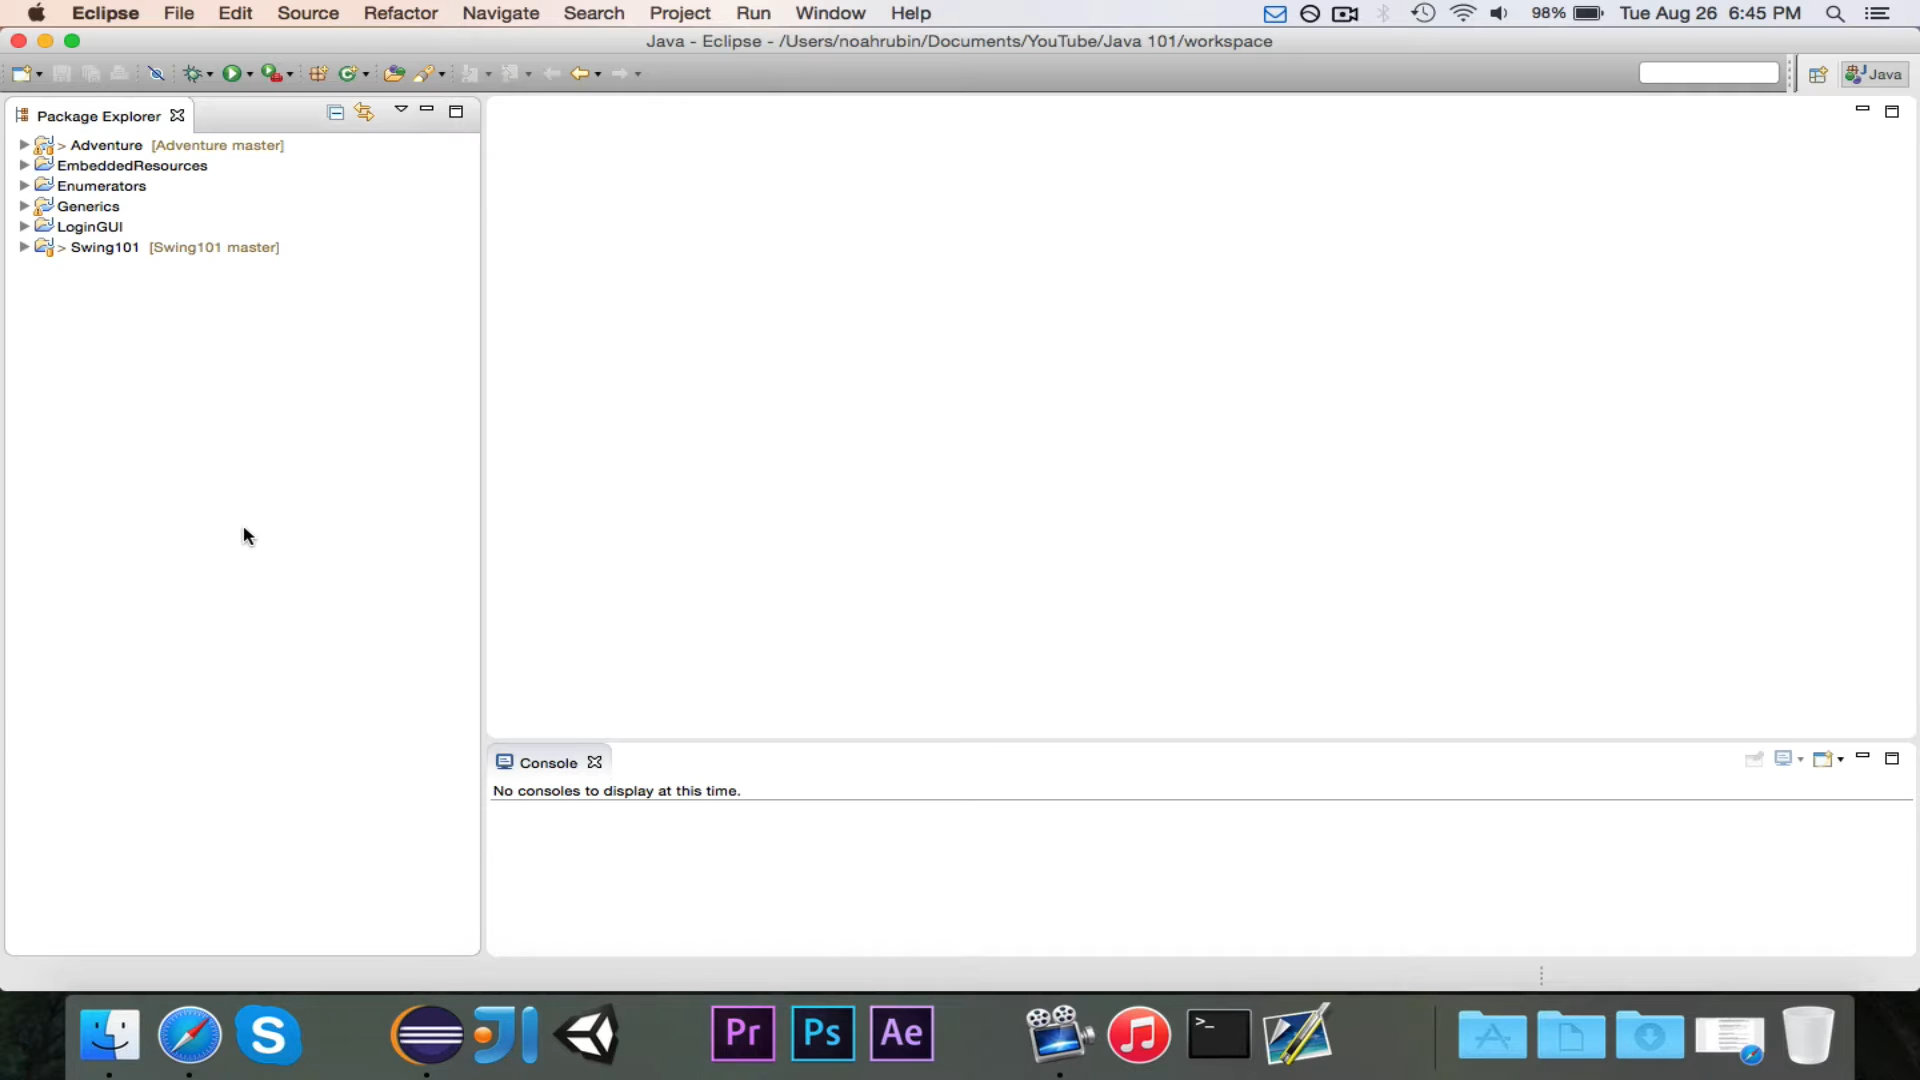 Eclipse File Edit Source Refactor Navigate Search Project Run Window Help 98% Tue Aug 26 6:45 PM
Java - Eclipse - /Users/noahrubin/Documents/YouTube/Java 101/workspace
Java
Package Explorer
> Adventure [Adventure master]
EmbeddedResources
Enumerators
Generics
LoginGUI
> Swing101 [Swing101 master]
Console
No consoles to display at this time.
S Pr Ps Ae >_